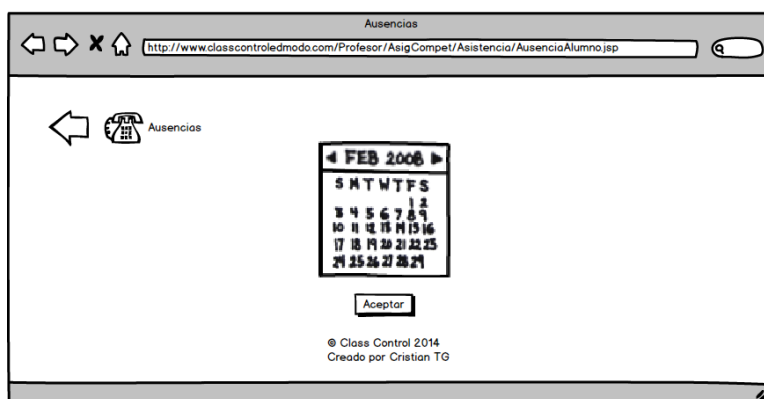 Ausencias
http://www.classcontroledmodo.com/Profesor/AsigCompet/Asistencia/AusenciaAlumno.jsp
Ausencias
FEB 2008
S M T W T F S
1 2
3 4 5 6 7 8 9
10 11 12 13 14 15 16
17 18 19 20 21 22 23
24 25 26 27 28 29
Aceptar
© Class Control 2014
Creado por Cristian TG